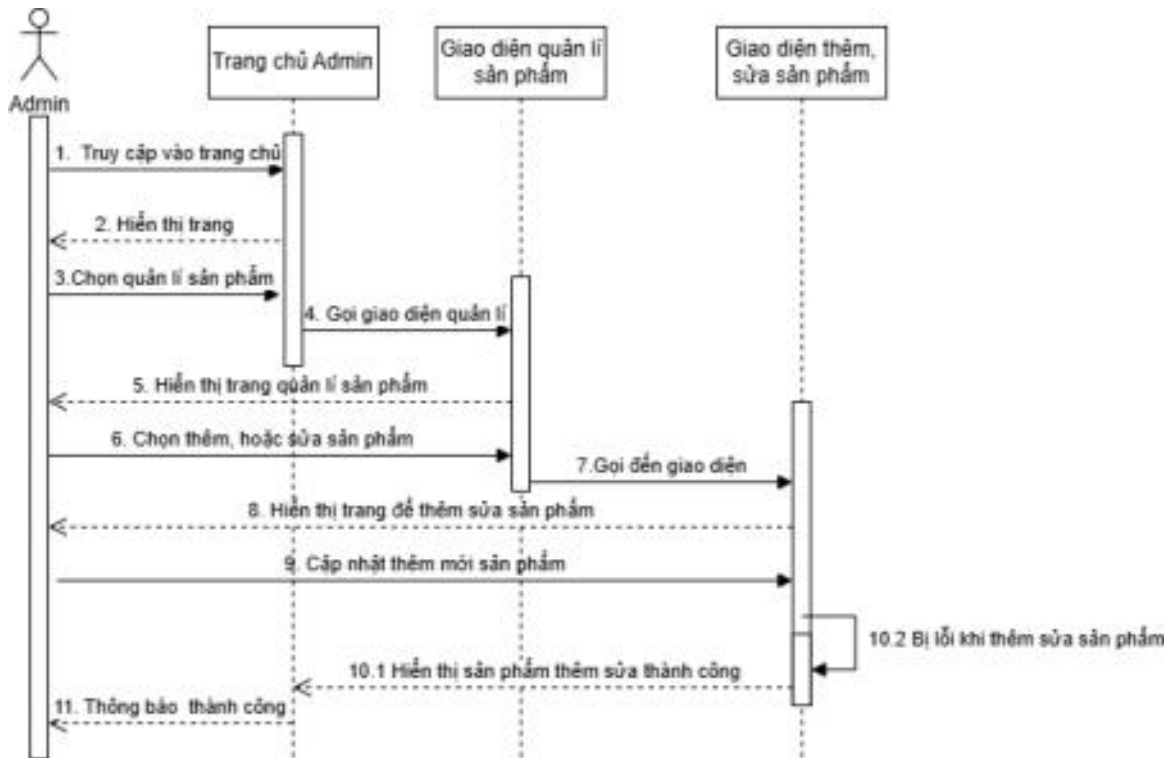 Trang chủ Admin
Giao diện quản lí
sản phẩm
Giao diện thêm,
sửa sản phẩm
Admin
1. Truy cập vào trang chủ
2. Hiển thị trang
3.Chọn quản lí sản phẩm
4. Gọi giao diện quản lí
5. Hiển thị trang quản lí sản phẩm
6. Chọn thêm, hoặc sửa sản phẩm
7.Gọi đến giao diện
8. Hiển thị trang để thêm sửa sản phẩm
9. Cập nhật thêm mới sản phẩm
10.2 Bị lỗi khi thêm sửa sản phẩm
10.1 Hiển thị sản phẩm thêm sửa thành công
11. Thông báo thành công